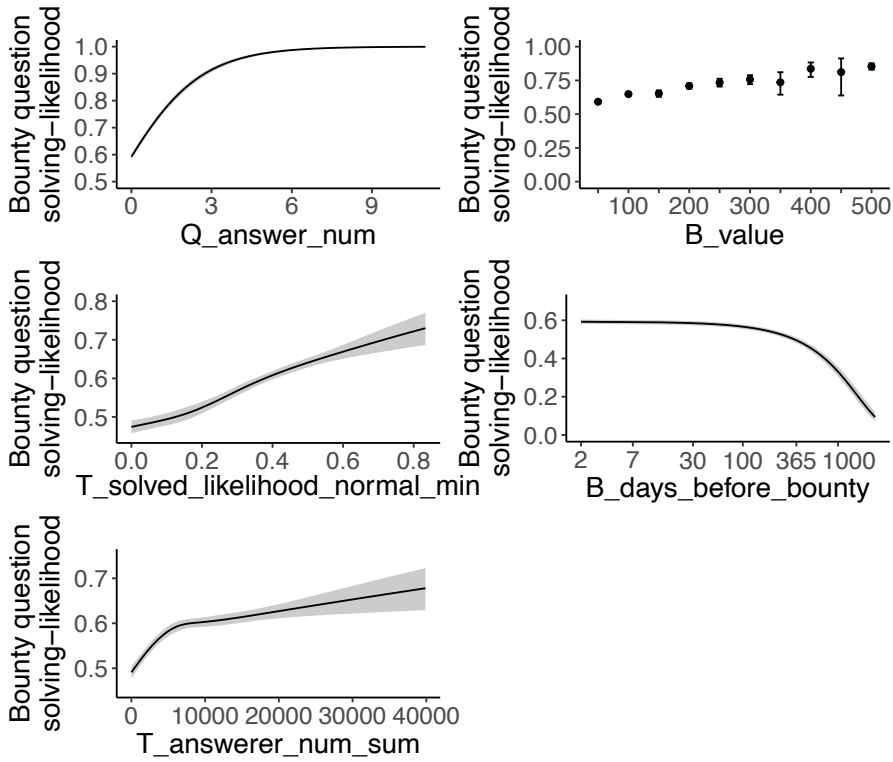 Bounty question
solving−likelihood
1.0
0.9
0.8
0.7
0.6
0.5
0 3 6 9
Q_answer_num
Bounty question
solving−likelihood
1.00
0.75
0.50
0.25
0.00
100 200 300 400 500
B_value
Bounty question
solving−likelihood
0.8
0.7
0.6
0.5
0.0 0.2 0.4 0.6 0.8
T_solved_likelihood_normal_min
Bounty question
solving−likelihood
0.6
0.4
0.2
0.0
2 7 30 100 365 1000
B_days_before_bounty
Bounty question
solving−likelihood
0.7
0.6
0.5
0 10000 20000 30000 40000
T_answerer_num_sum